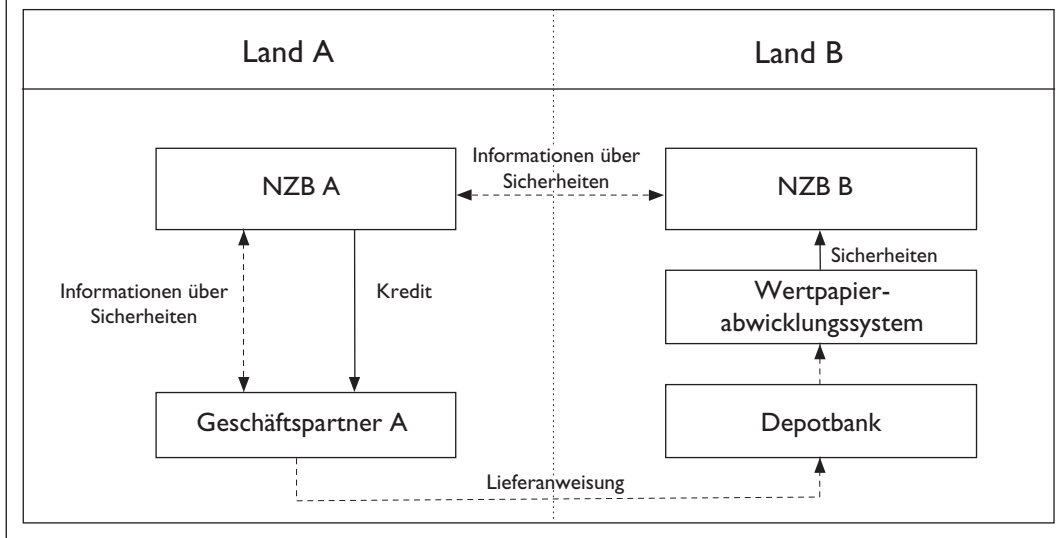 Land A
Land B
Informationen über
Sicherheiten
NZB A
NZB B
Sicherheiten
Informationen über
Sicherheiten
Kredit
Wertpapier-
abwicklungssystem
Geschäftspartner A
Depotbank
Lieferanweisung